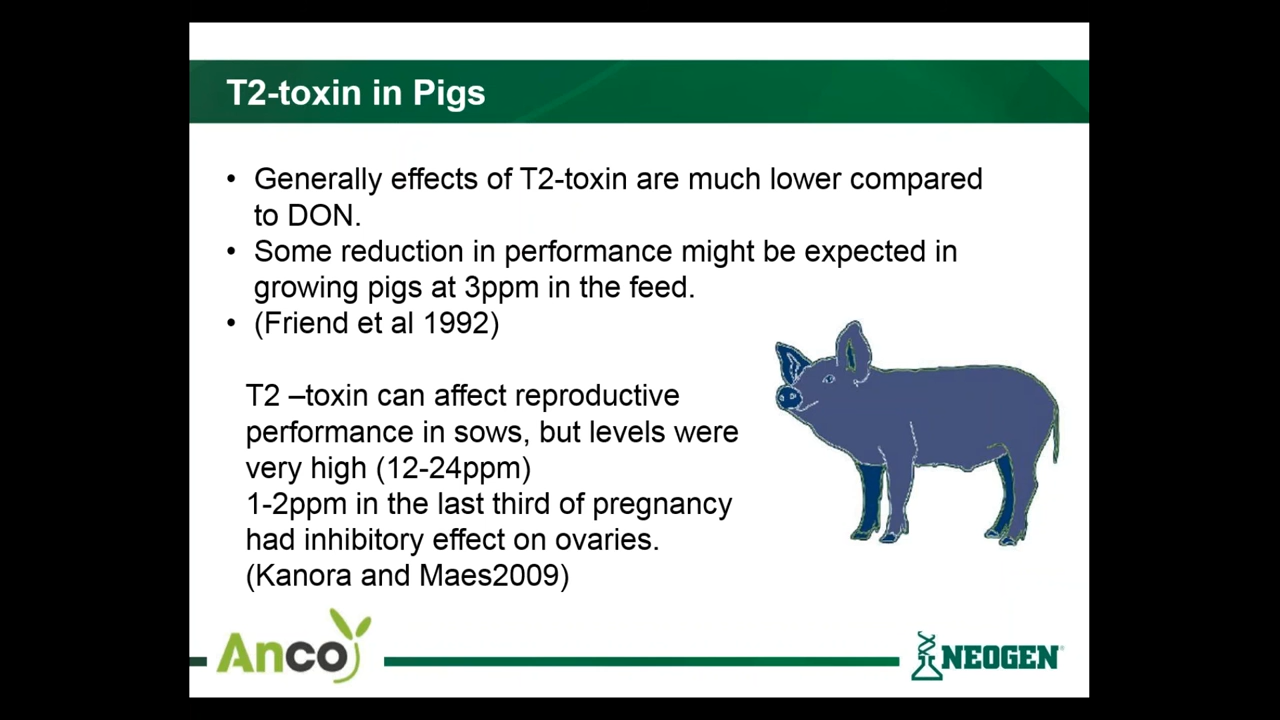 T2-toxin in Pigs
• Generally effects of T2-toxin are much lower compared
to DON.
• Some reduction in performance might be expected in
growing pigs at 3ppm in the feed.
• (Friend et al 1992)
T2 –toxin can affect reproductive
performance in sows, but levels were
very high (12-24ppm)
1-2ppm in the last third of pregnancy
had inhibitory effect on ovaries.
(Kanora and Maes2009)
Anco
NEOGEN®